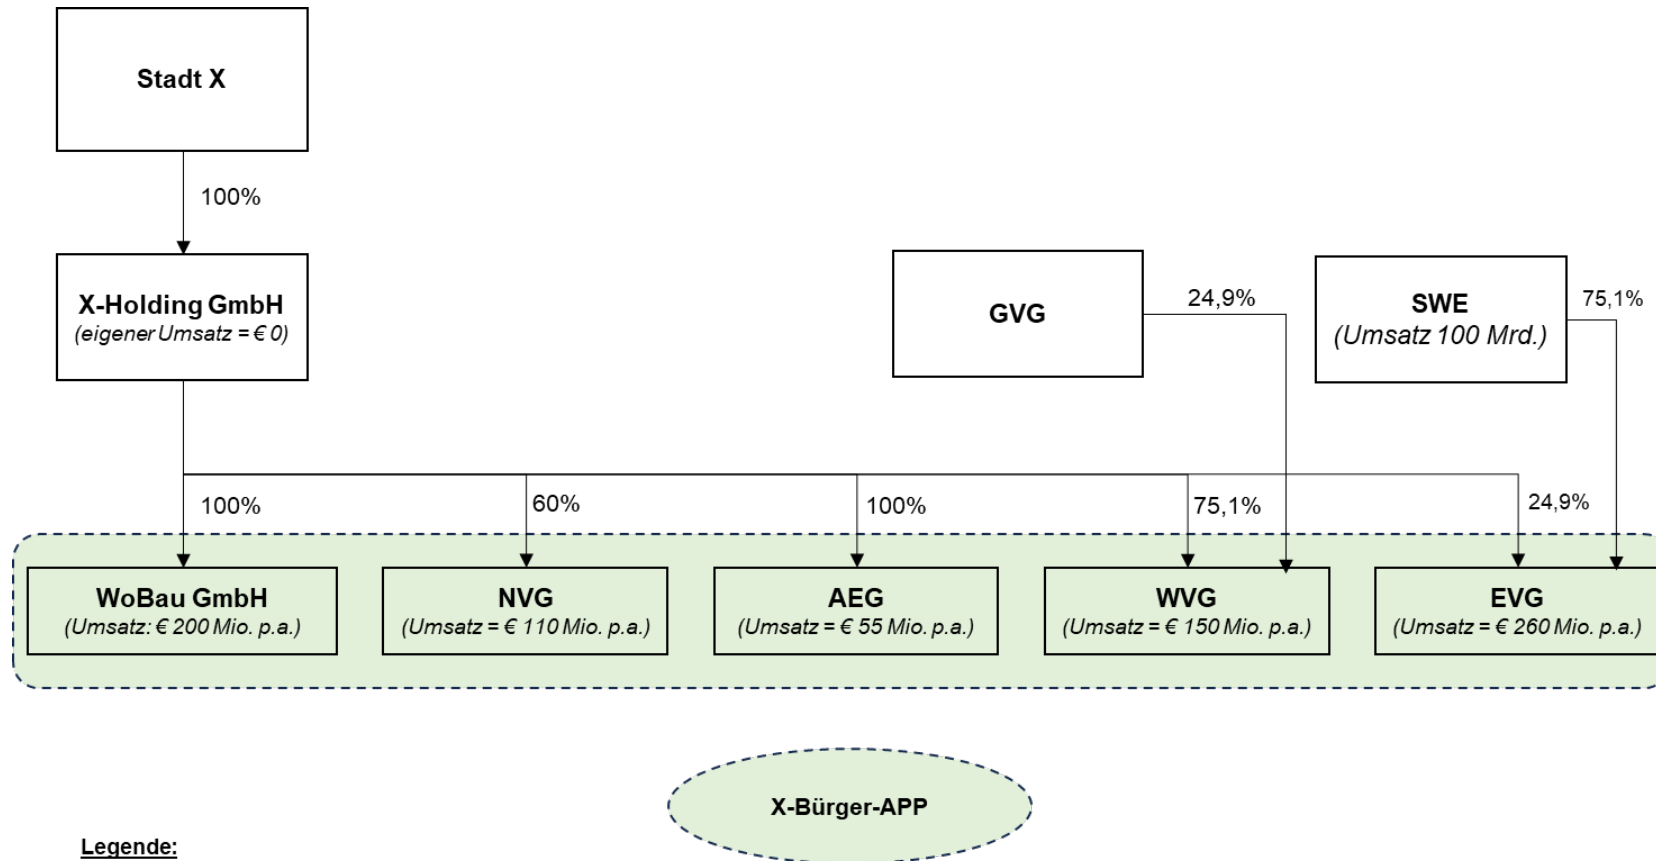 Stadt X
100%
X-Holding GmbH
(eigener Umsatz = € 0)
GVG
24,9%
SWE
(Umsatz 100 Mrd.)
75,1%
100%
60%
100%
75,1%
24,9%
WoBau GmbH
(Umsatz: € 200 Mio. p.a.)
NVG
(Umsatz = € 110 Mio. p.a.)
AEG
(Umsatz = € 55 Mio. p.a.)
WVG
(Umsatz = € 150 Mio. p.a.)
EVG
(Umsatz = € 260 Mio. p.a.)
X-Bürger-APP
Legende: